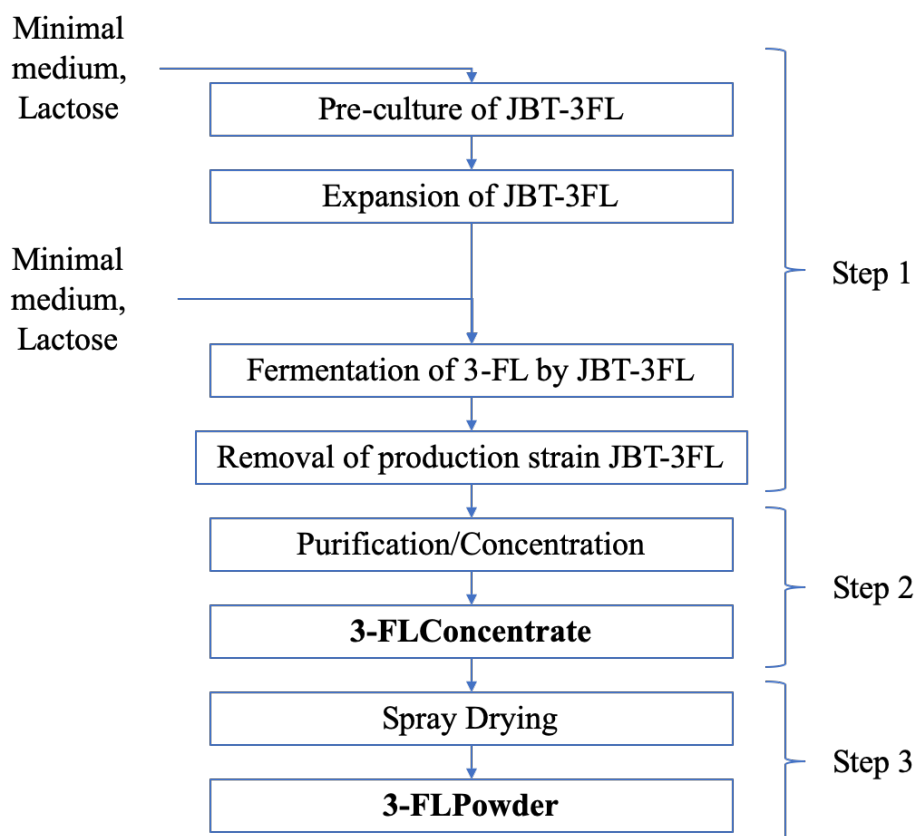 Minimal
medium,
Lactose
Pre-culture of JBT-3FL
Expansion of JBT-3FL
Minimal
medium,
Lactose
Step 1
Fermentation of 3-FL by JBT-3FL
Removal of production strain JBT-3FL
Purification/Concentration
Step 2
3-FLConcentrate
Spray Drying
Step 3
3-FLPowder